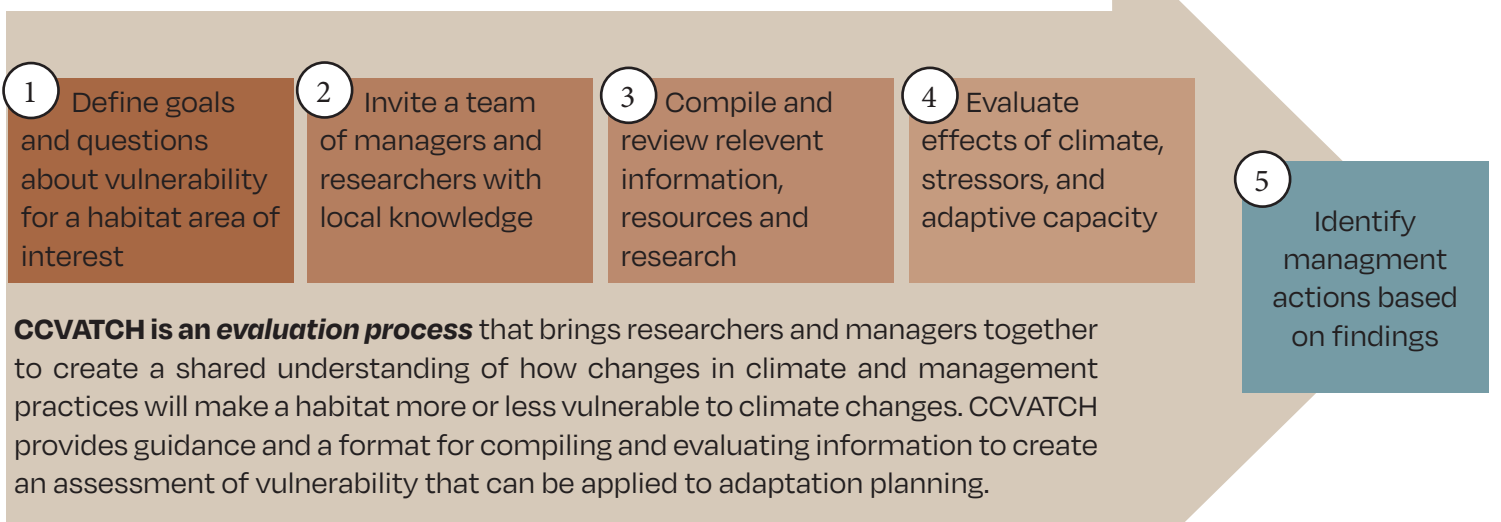 1
Define goals
and questions
about vulnerability
for a habitat area of
interest
2
Invite a team
of managers and
researchers with
local knowledge
3
Compile and
review relevent
information,
resources and
research
4
Evaluate
effects of climate,
stressors, and
adaptive capacity
5
Identify
managment
actions based
on findings
CCVATCH is an evaluation process that brings researchers and managers together
to create a shared understanding of how changes in climate and management
practices will make a habitat more or less vulnerable to climate changes. CCVATCH
provides guidance and a format for compiling and evaluating information to create
an assessment of vulnerability that can be applied to adaptation planning.